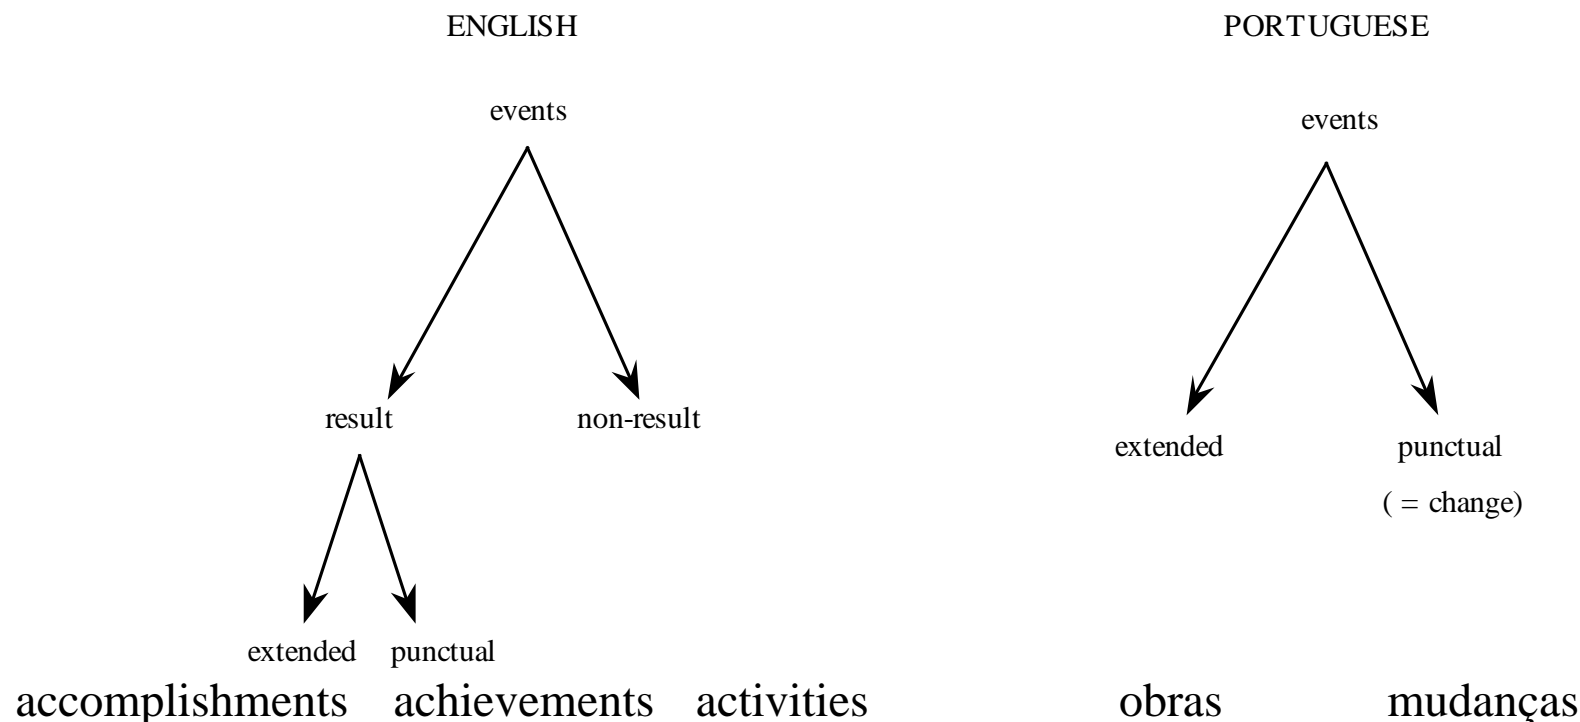 ENGLISH
PORTUGUESE
events
events
result
non-result
extended
punctual
( = change)
extended
punctual
accomplishments
achievements
activities
obras
mudanças